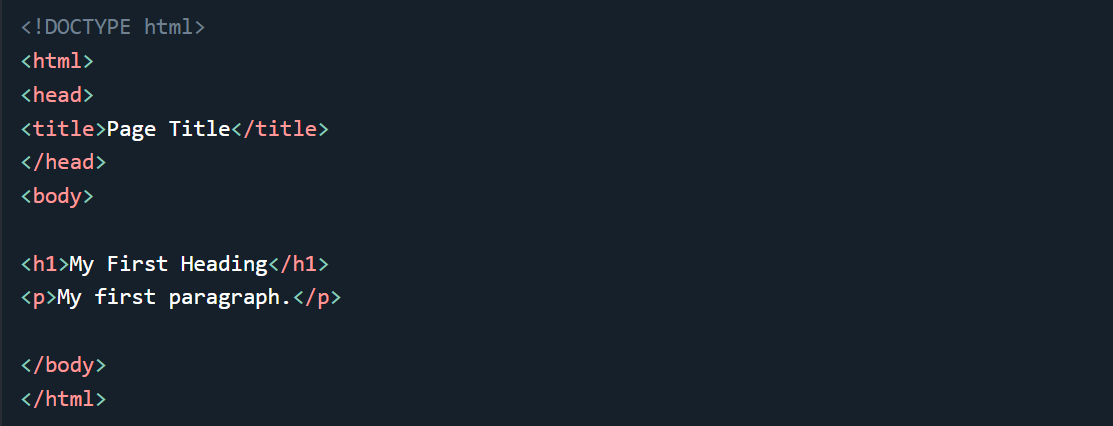 <!DOCTYPE html>
<html>
<head>
<title>Page Title</title>
</head>
<body>
<h1>My First Heading</h1>
<p>My first paragraph.</p>
</body>
</html>